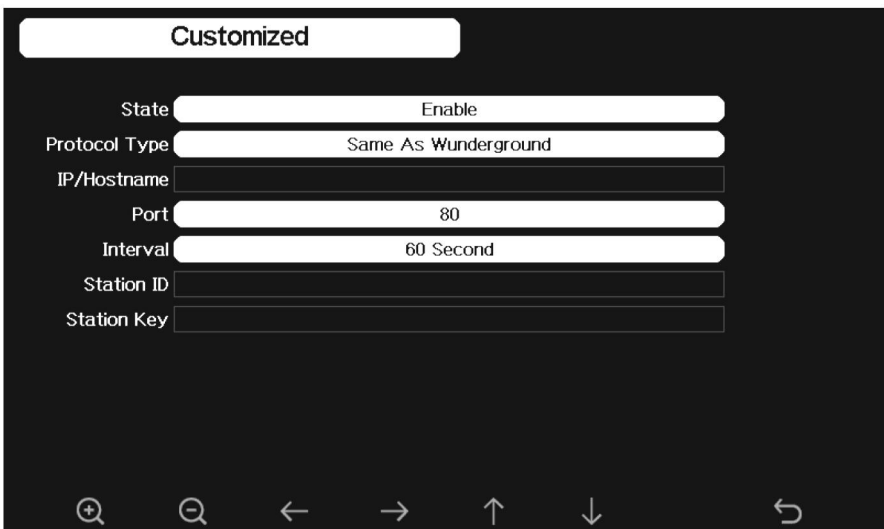 Customized
State Enable
Protocol Type Same As Wunderground
IP/Hostname
Port 80
Interval 60 Second
Station ID
Station Key